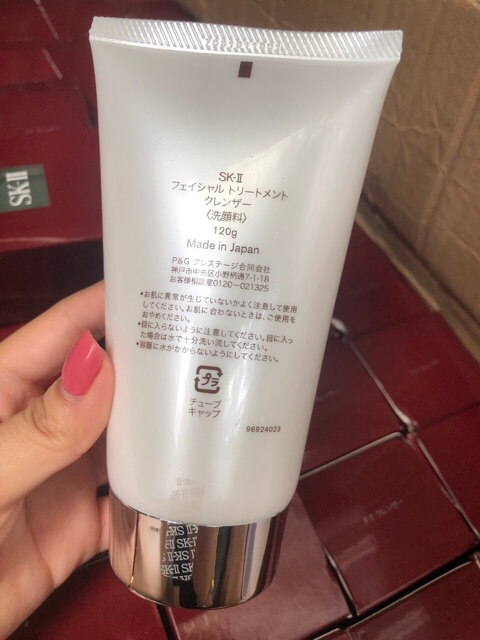 SK-II
フェイシャル トリートメント
クレンザー
〈洗顔料〉
120g
Made in Japan
P&G プレステージ合同会社
神戸市中央区小野柄通7-1-18
お客様相談室0120-021325
•お肌に異常が生じていないかよく注意して使用
してください。お肌に合わないときは、ご使用を
おやめください。
•目に入らないように注意してください。目に入っ
た場合は水で十分洗い流してください。
•容器に水がかからないようにしてください。
プラ
チューブ
キャップ
96924023
SK-II